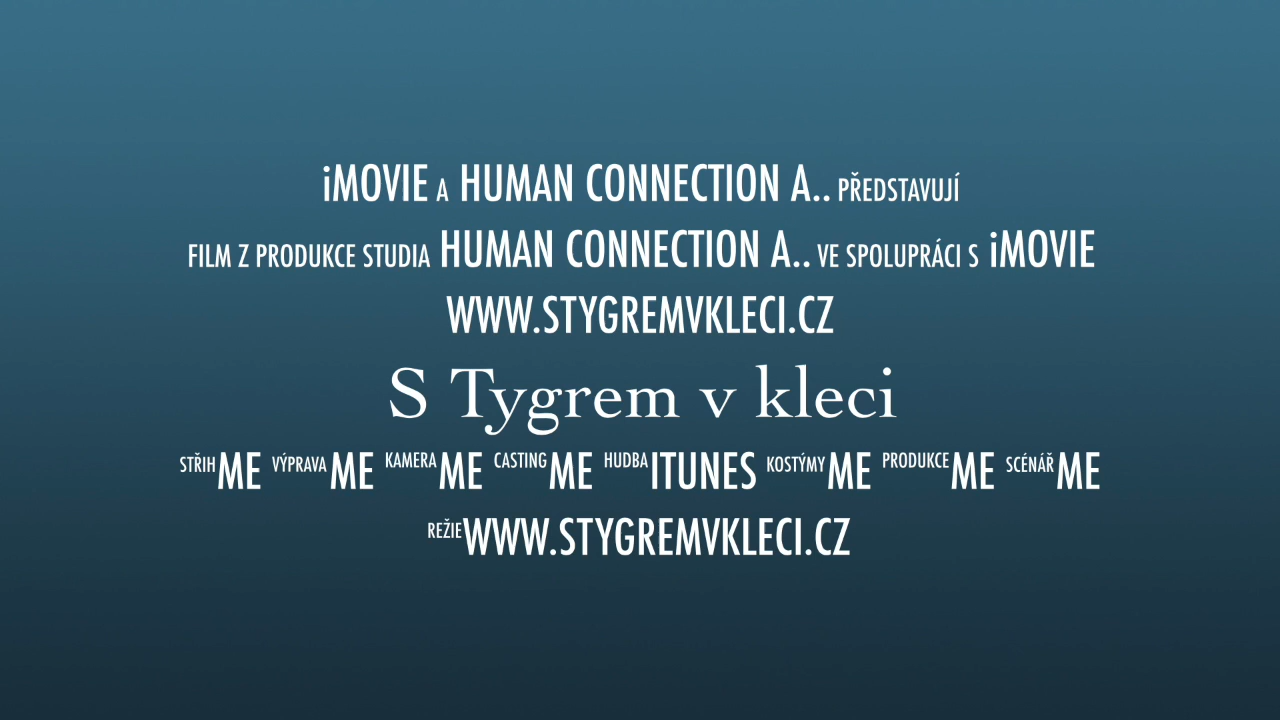 iMOVIE A HUMAN CONNECTION A.. PŘEDSTAVUJÍ
FILM Z PRODUKCE STUDIA HUMAN CONNECTION A.. VE SPOLUPRÁCI S iMOVIE
WWW.STYGREMVKLECI.CZ
S Tygrem v kleci
STŘIH ME VÝPRAVA ME KAMERA ME CASTING ME HUDBA ITUNES KOSTÝMY ME PRODUKCE ME SCÉNÁŘ ME
REŽIE WWW.STYGREMVKLECI.CZ